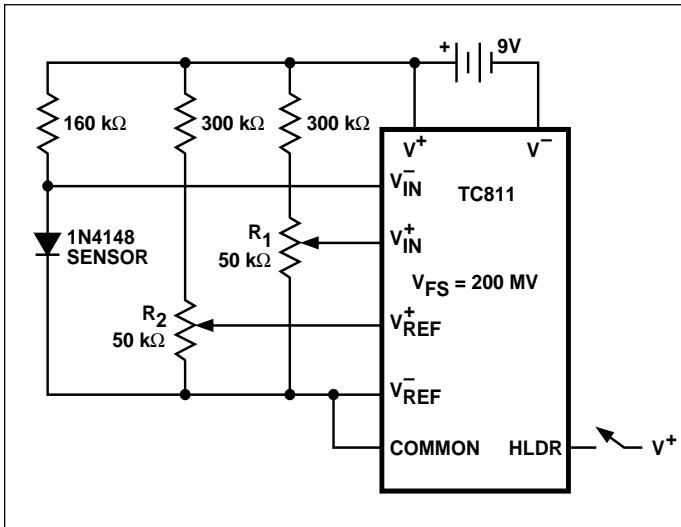 + 9V
160 kΩ
300 kΩ
300 kΩ
V+
V–
V–IN
TC811
1N4148
SENSOR
R1
50 kΩ
V+IN
VFS = 200 MV
R2
50 kΩ
V+REF
V–REF
COMMON
HLDR
V+